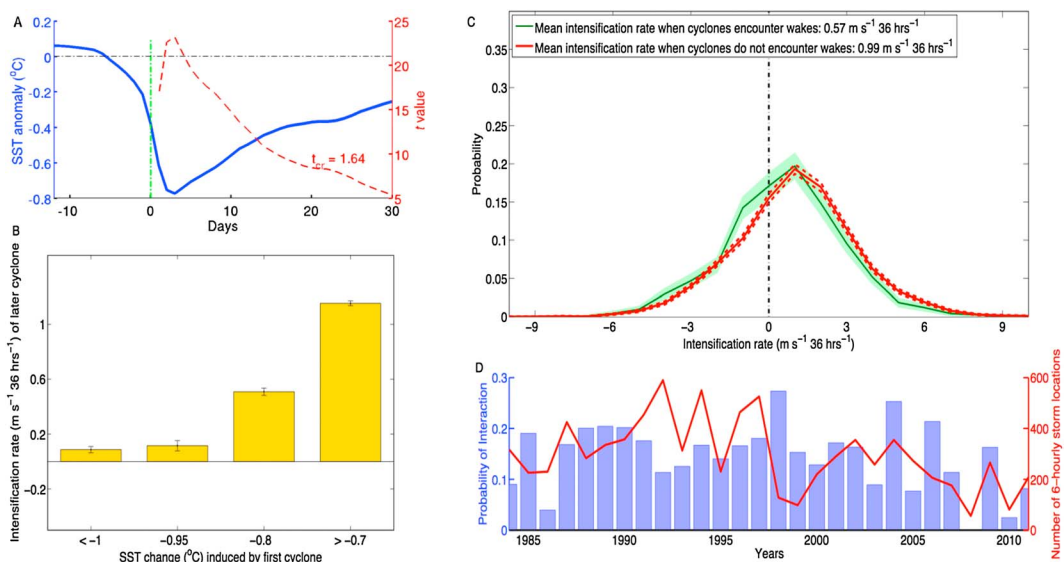 A
0.2
0
-0.2
-0.4
-0.6
-0.8
SST anomaly (°C)
25
20
15
10
5
t value
t_cr = 1.64
-10 0 10 20 30
Days
B
1
0.6
0.2
-0.2
Intensification rate (m s⁻¹ 36 hrs⁻¹) of later cyclone
< -1 -0.95 -0.8 > -0.7
SST change (°C) induced by first cyclone
C
Mean intensification rate when cyclones encounter wakes: 0.57 m s⁻¹ 36 hrs⁻¹
Mean intensification rate when cyclones do not encounter wakes: 0.99 m s⁻¹ 36 hrs⁻¹
0.35
0.3
0.25
0.2
0.15
0.1
0.05
0
Probability
-9 -6 -3 0 3 6 9
Intensification rate (m s⁻¹ 36 hrs⁻¹)
D
0.3
0.2
0.1
0
Probability of Interaction
600
400
200
0
Number of 6-hourly storm locations
1985 1990 1995 2000 2005 2010
Years